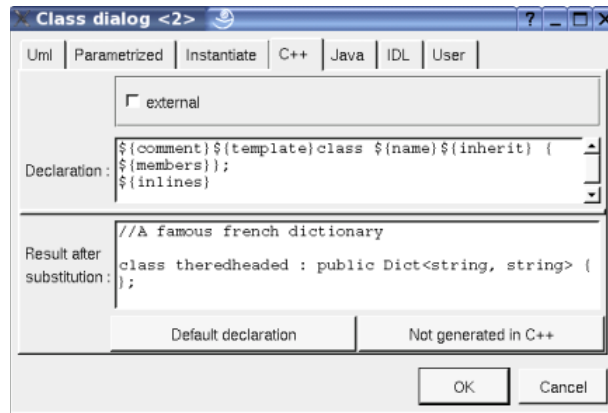 Class dialog <2>
Uml Parametrized Instantiate C++ Java IDL User
external
Declaration :
${comment}${template}class ${name}${inherit} {
${members}};
${inlines}
Result after
substitution :
//A famous french dictionary
class theredheaded : public Dict<string, string> {
};
Default declaration Not generated in C++
OK Cancel